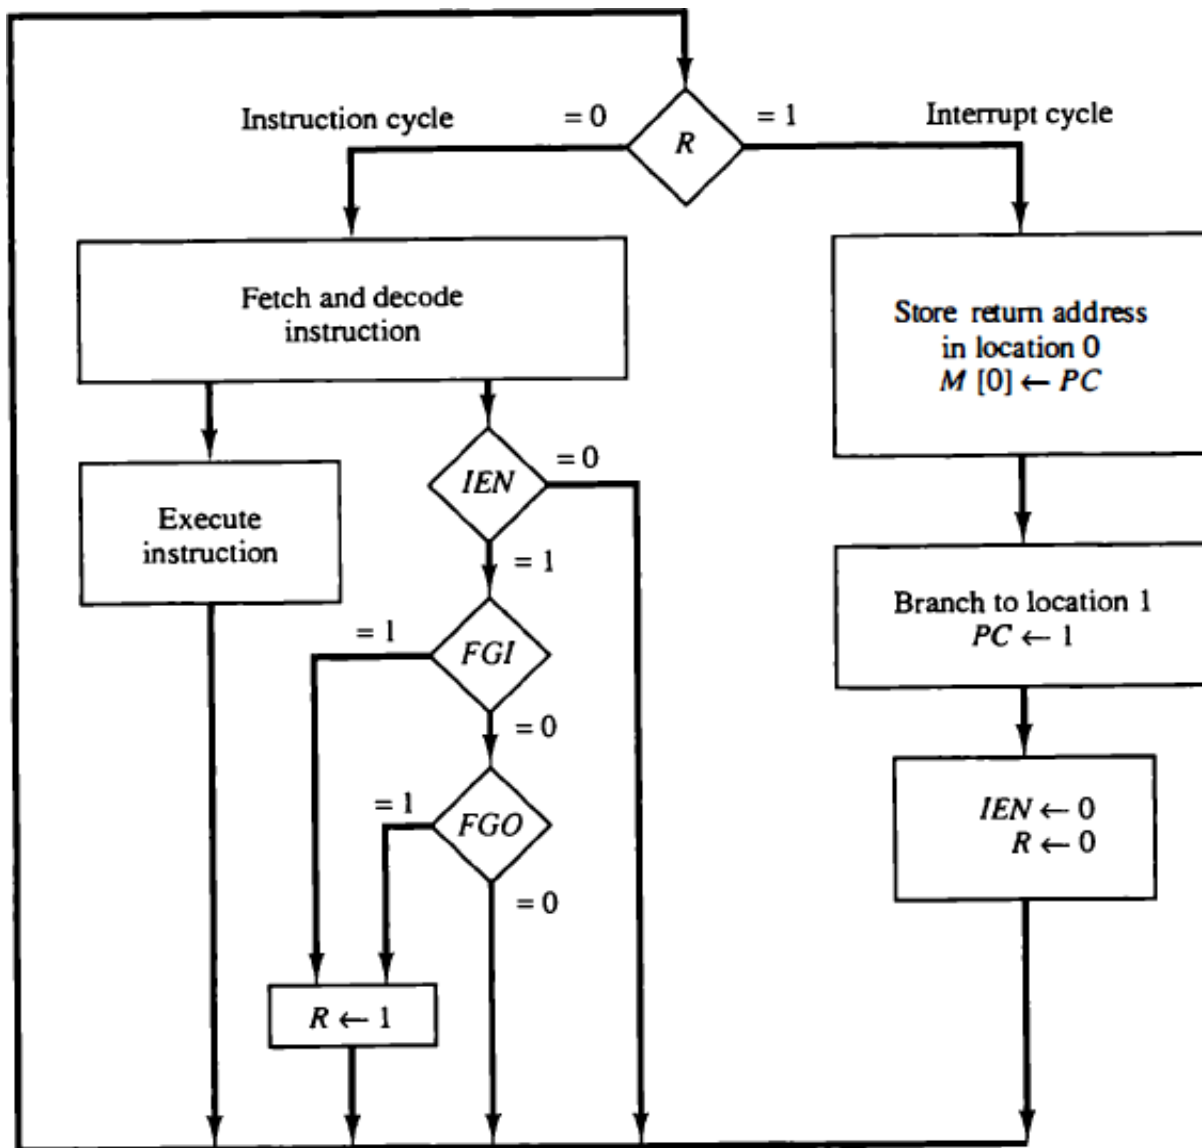 Instruction cycle
= 0
= 1
Interrupt cycle
R
Fetch and decode
instruction
Store return address
in location 0
M [0] ← PC
IEN
= 0
Execute
instruction
= 1
Branch to location 1
PC ← 1
= 1
FGI
= 0
= 1
FGO
IEN ← 0
R ← 0
= 0
R ← 1